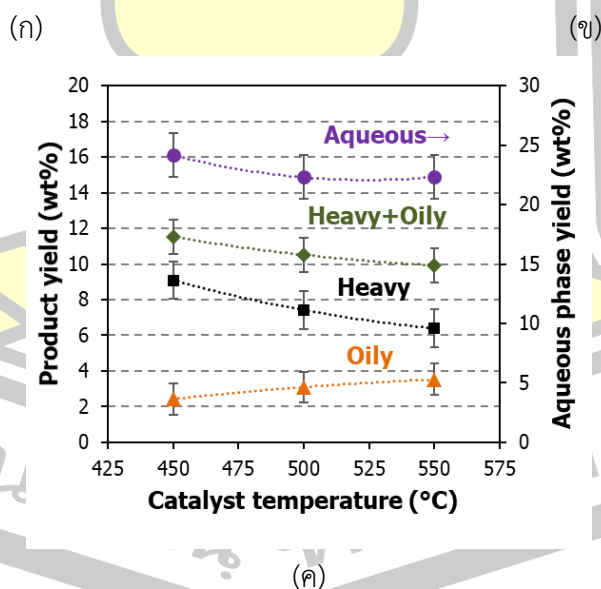 (ก) (ข)
20 30
18
16 25
14 20
12
10 15
8
6 10
4 5
2
0 0
Product yield (wt%)
Aqueous phase yield (wt%)
Aqueous→
Heavy+Oily
Heavy
Oily
425 450 475 500 525 550 575
Catalyst temperature (°C)
(ค)